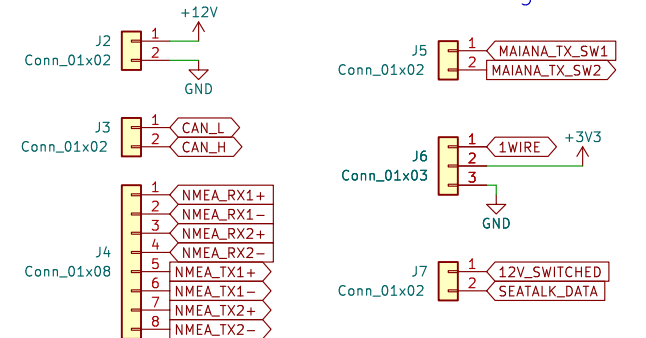 +12V
J2
Conn_01x02
1
2
GND
J3
Conn_01x02
1
2
CAN_L
CAN_H
J4
Conn_01x08
1
2
3
4
5
6
7
8
NMEA_RX1+
NMEA_RX1-
NMEA_RX2+
NMEA_RX2-
NMEA_TX1+
NMEA_TX1-
NMEA_TX2+
NMEA_TX2-
J5
Conn_01x02
1
2
MAIANA_TX_SW1
MAIANA_TX_SW2
J6
Conn_01x03
1
2
3
1WIRE
+3V3
GND
J7
Conn_01x02
1
2
12V_SWITCHED
SEATALK_DATA